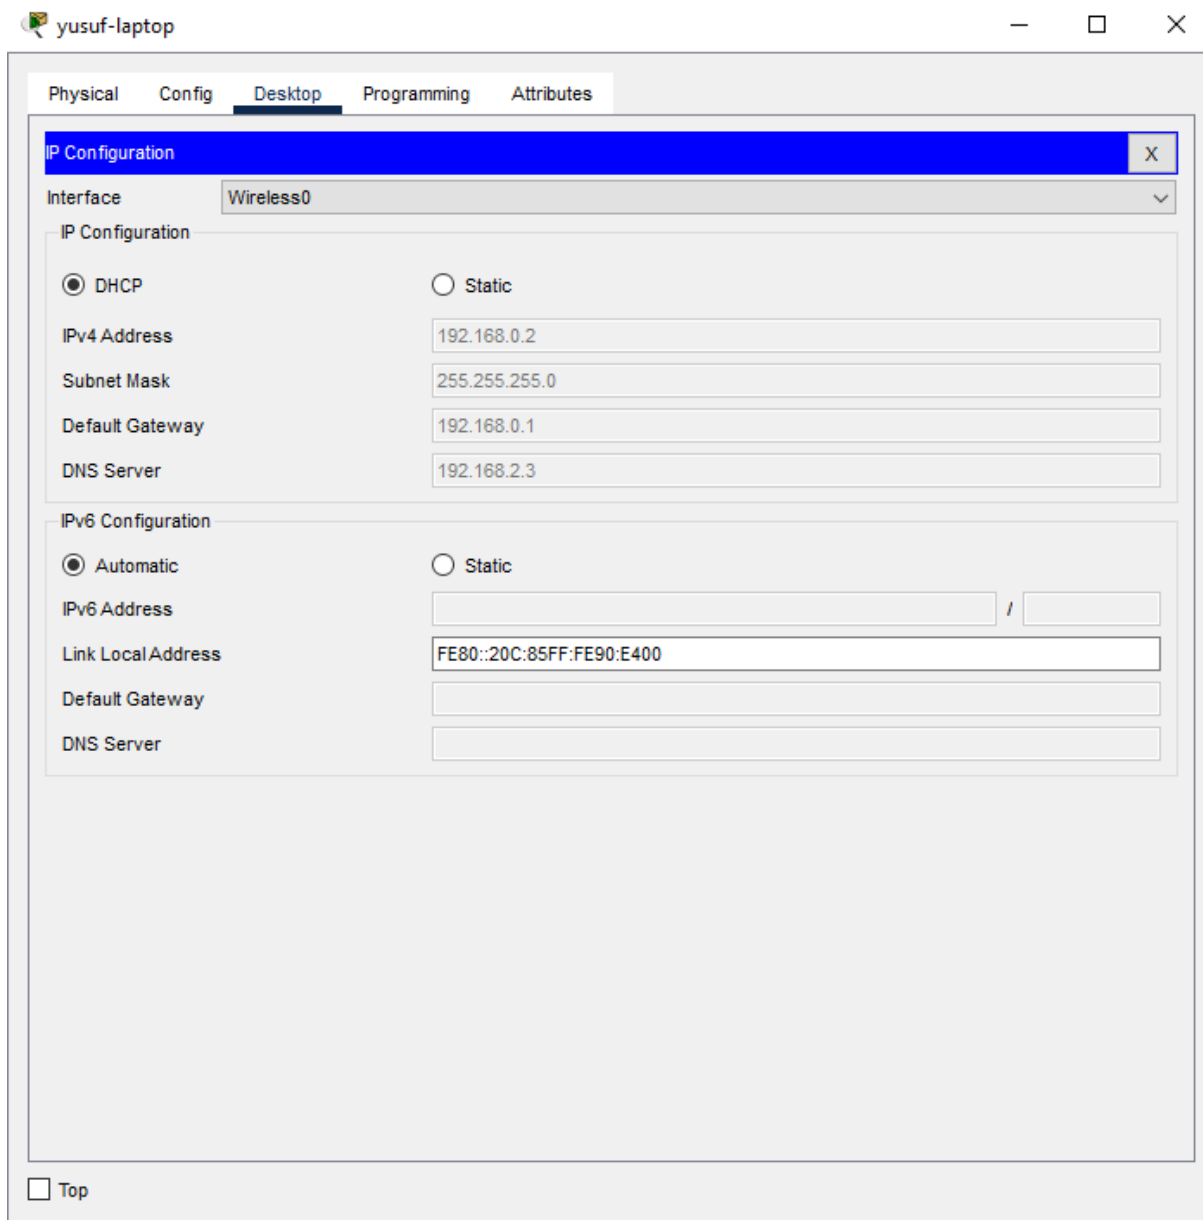 yusuf-laptop
Physical Config Desktop Programming Attributes
IP Configuration X
Interface Wireless0
IP Configuration
DHCP Static
IPv4 Address 192.168.0.2
Subnet Mask 255.255.255.0
Default Gateway 192.168.0.1
DNS Server 192.168.2.3
IPv6 Configuration
Automatic Static
IPv6 Address /
Link Local Address FE80::20C:85FF:FE90:E400
Default Gateway
DNS Server
Top